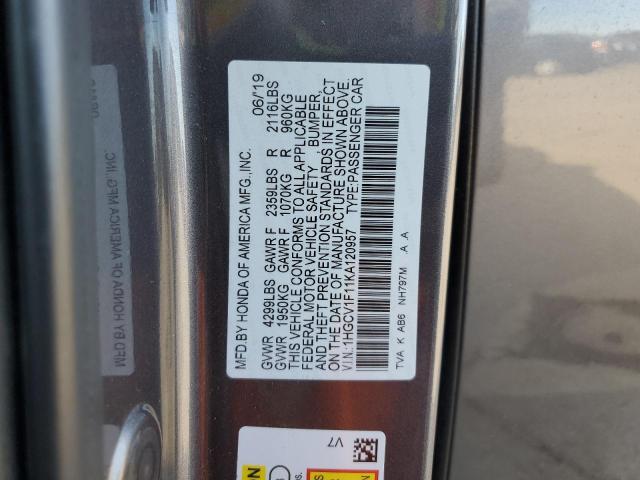 MFD.BY HONDA OF AMERICA MFG.,INC. 06/19
GVWR 4299LBS GAWR F 2359LBS R 2116LBS
GVWR 1950KG GAWR F 1070KG R 960KG
THIS VEHICLE CONFORMS TO ALL APPLICABLE
FEDERAL MOTOR VEHICLE SAFETY , BUMPER,
AND THEFT PREVENTION STANDARDS IN EFFECT
ON THE DATE OF MANUFACTURE SHOWN ABOVE.
V.I.N.:1HGCV1F11KA120957 TYPE:PASSENGER CAR
TVA K AB6 NH797M .A .A
V7